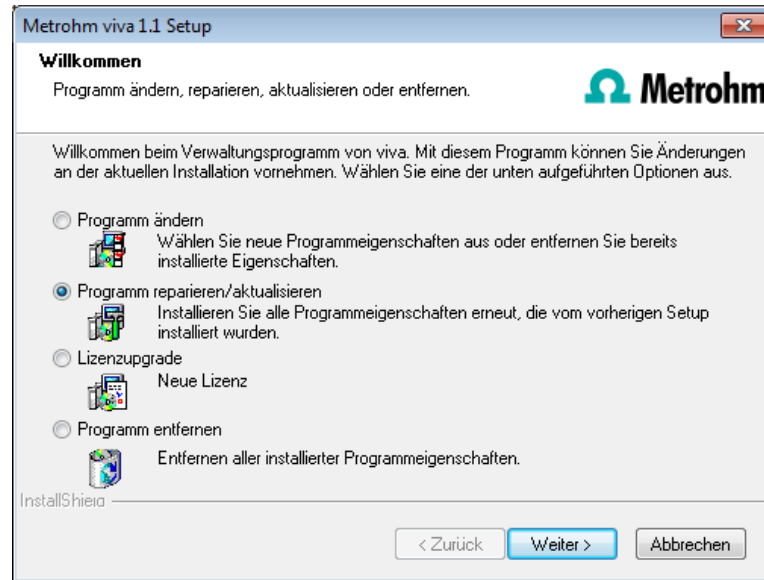 Metrohm viva 1.1 Setup
Willkommen
Programm ändern, reparieren, aktualisieren oder entfernen.
Metrohm
Willkommen beim Verwaltungsprogramm von viva. Mit diesem Programm können Sie Änderungen
an der aktuellen Installation vornehmen. Wählen Sie eine der unten aufgeführten Optionen aus.
Programm ändern
Wählen Sie neue Programmeigenschaften aus oder entfernen Sie bereits
installierte Eigenschaften.
Programm reparieren/aktualisieren
Installieren Sie alle Programmeigenschaften erneut, die vom vorherigen Setup
installiert wurden.
Lizenzupgrade
Neue Lizenz
Programm entfernen
Entfernen aller installierter Programmeigenschaften.
InstallShield
< Zurück
Weiter >
Abbrechen